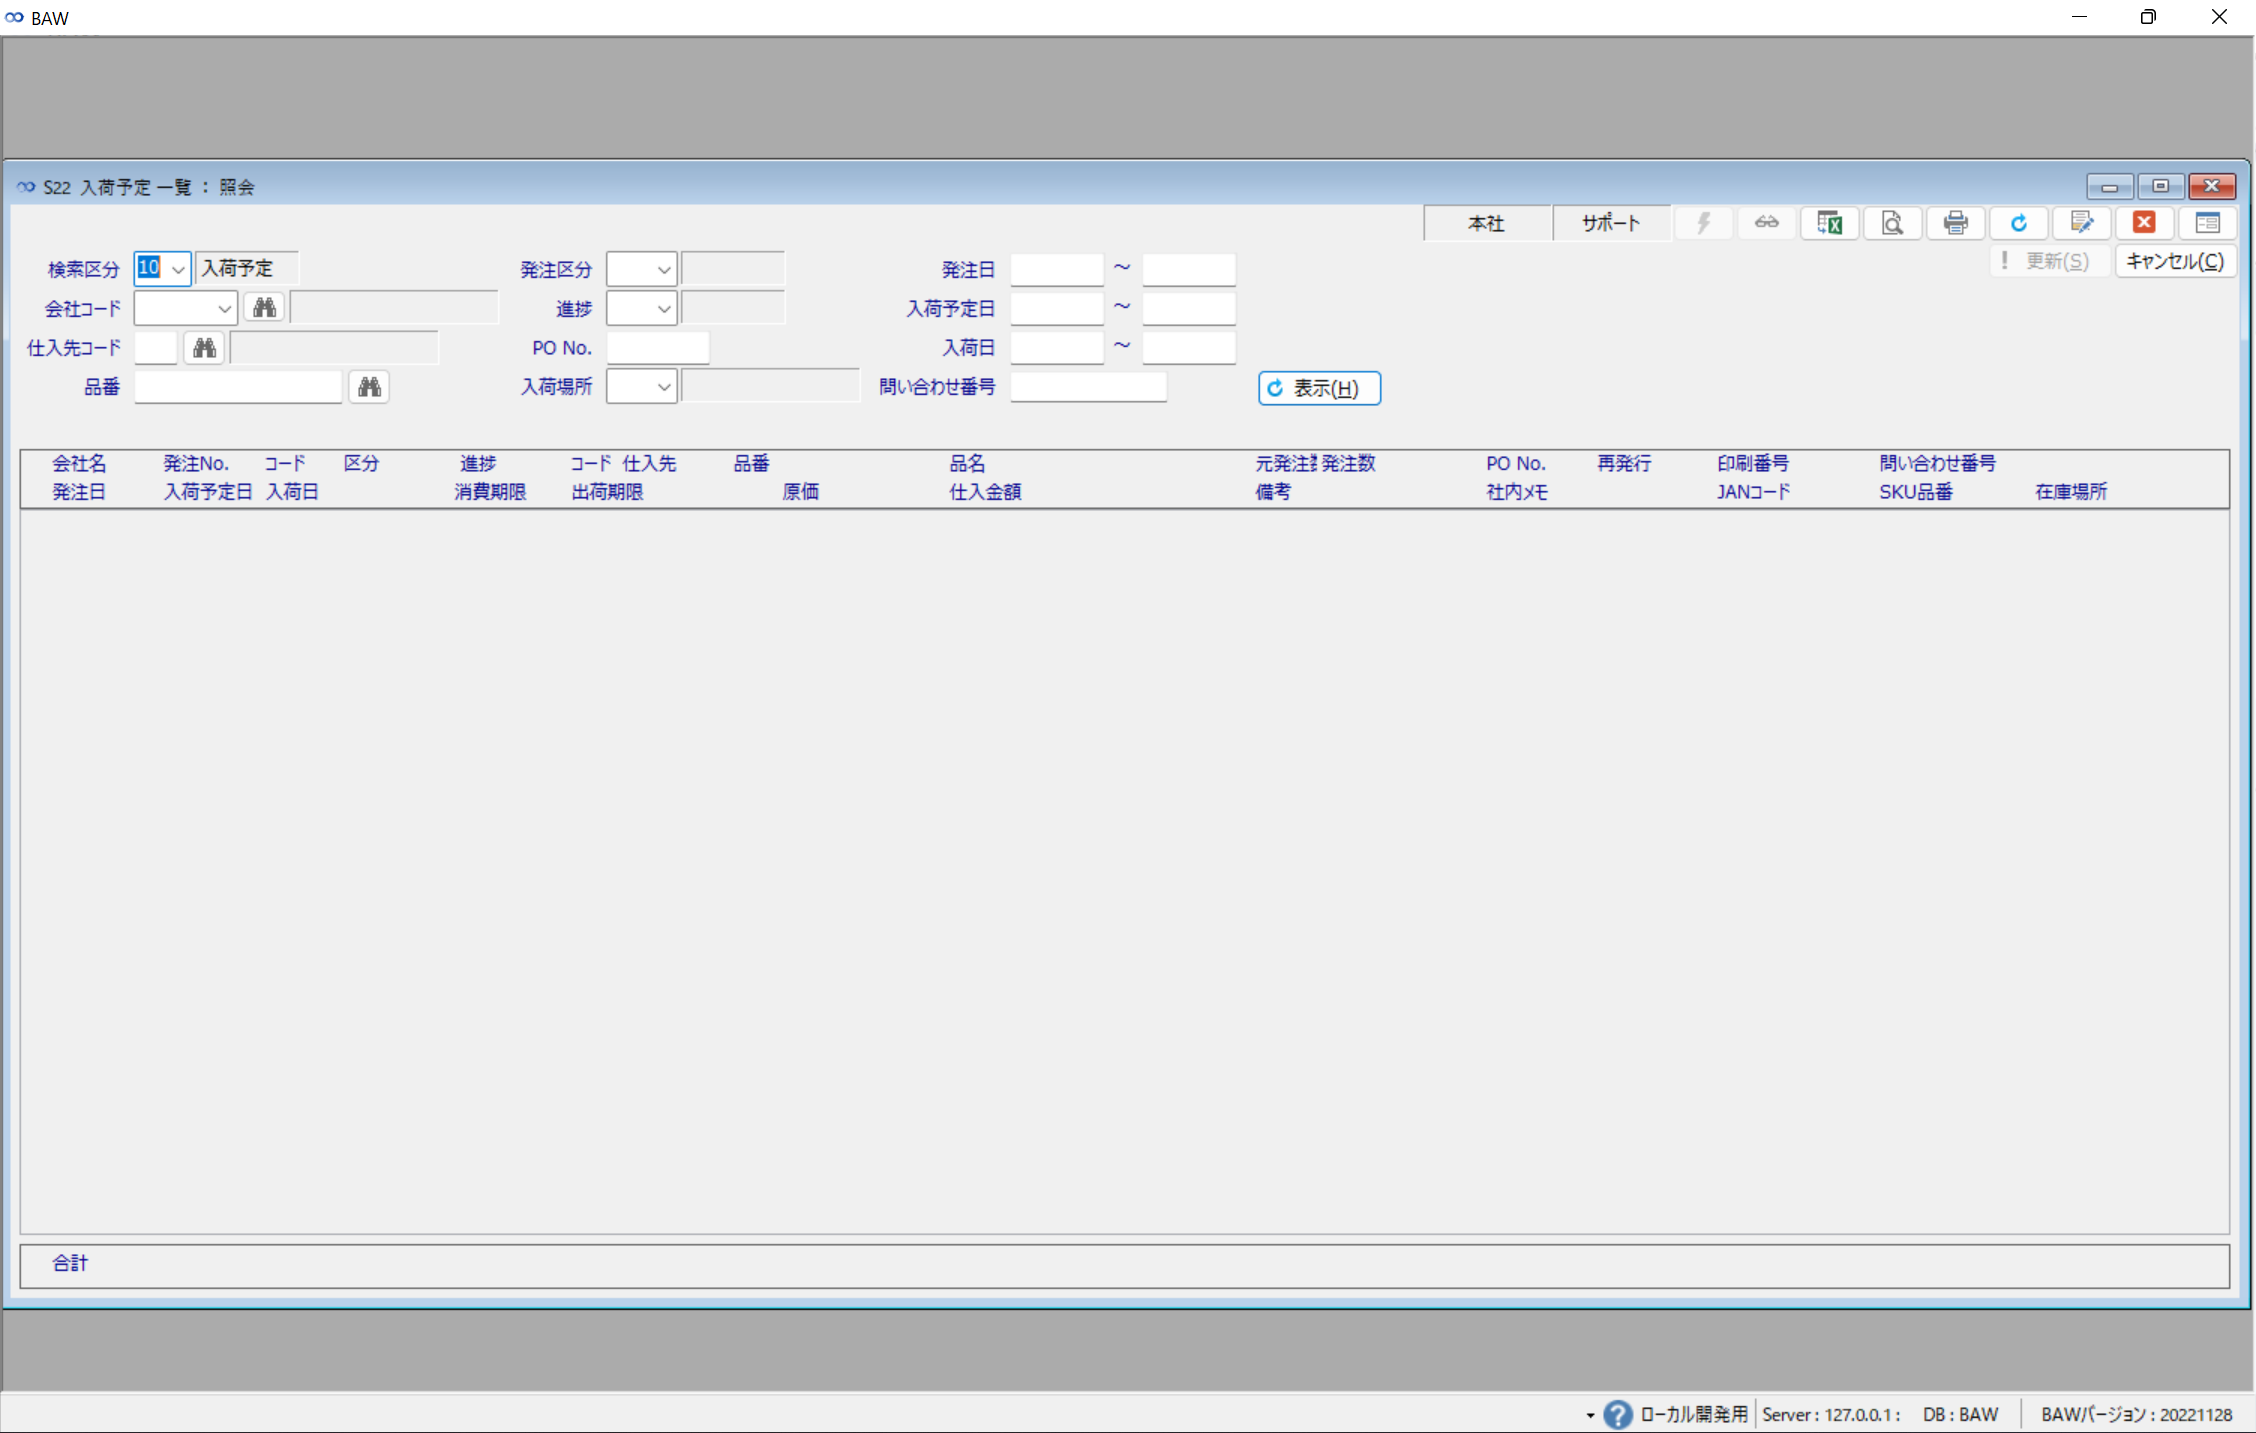 BAW
S22 入荷予定 一覧 ： 照会
本社 サポート
! 更新(S) キャンセル(C)
検索区分 10 入荷予定 発注区分 発注日 ～
会社コード 進捗 入荷予定日 ～
仕入先コード PO No. 入荷日 ～
品番 入荷場所 問い合わせ番号 表示(H)
会社名 発注No. コード 区分 進捗 コード 仕入先 品番 品名 元発注 発注数 PO No. 再発行 印刷番号 問い合わせ番号
発注日 入荷予定日 入荷日 消費期限 出荷期限 原価 仕入金額 備考 社内メモ JANコード SKU品番 在庫場所
合計
ローカル開発用 Server : 127.0.0.1 : DB : BAW BAWバージョン : 20221128